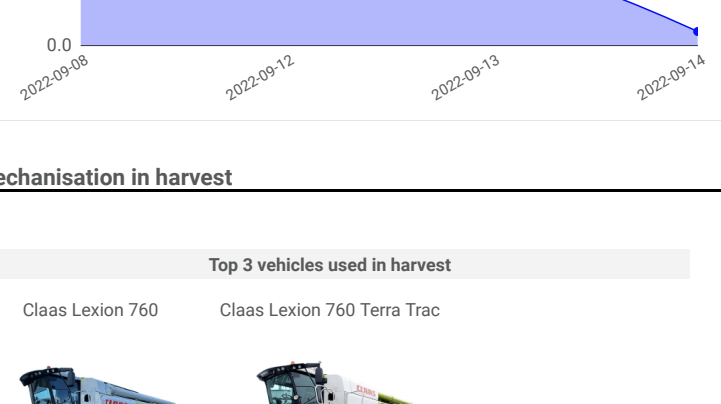 0.0
2022-09-08 2022-09-12 2022-09-13 2022-09-14
echanisation in harvest
Top 3 vehicles used in harvest
Claas Lexion 760 Claas Lexion 760 Terra Trac
CLAAS